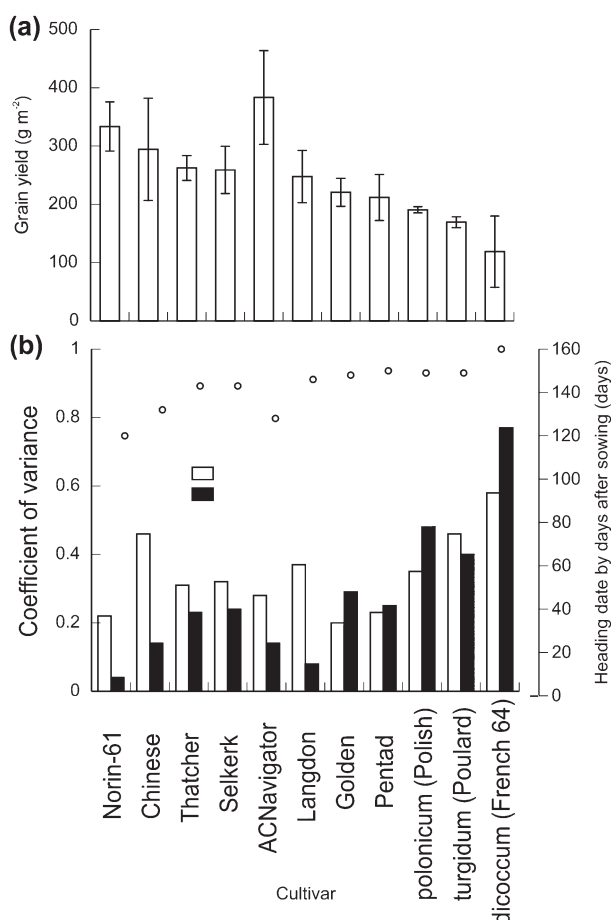 (a)
500
400
300
200
100
0
Grain yield (g m⁻²)
(b)
1
0.8
0.6
0.4
0.2
0
Coefficient of variance
160
140
120
100
80
60
40
20
0
Heading date by days after sowing (days)
Norin-61
Chinese
Thatcher
Selkerk
ACNavigator
Langdon
Golden
Pentad
polonicum (Polish)
turgidum (Poulard)
dicoccum (French 64)
Cultivar